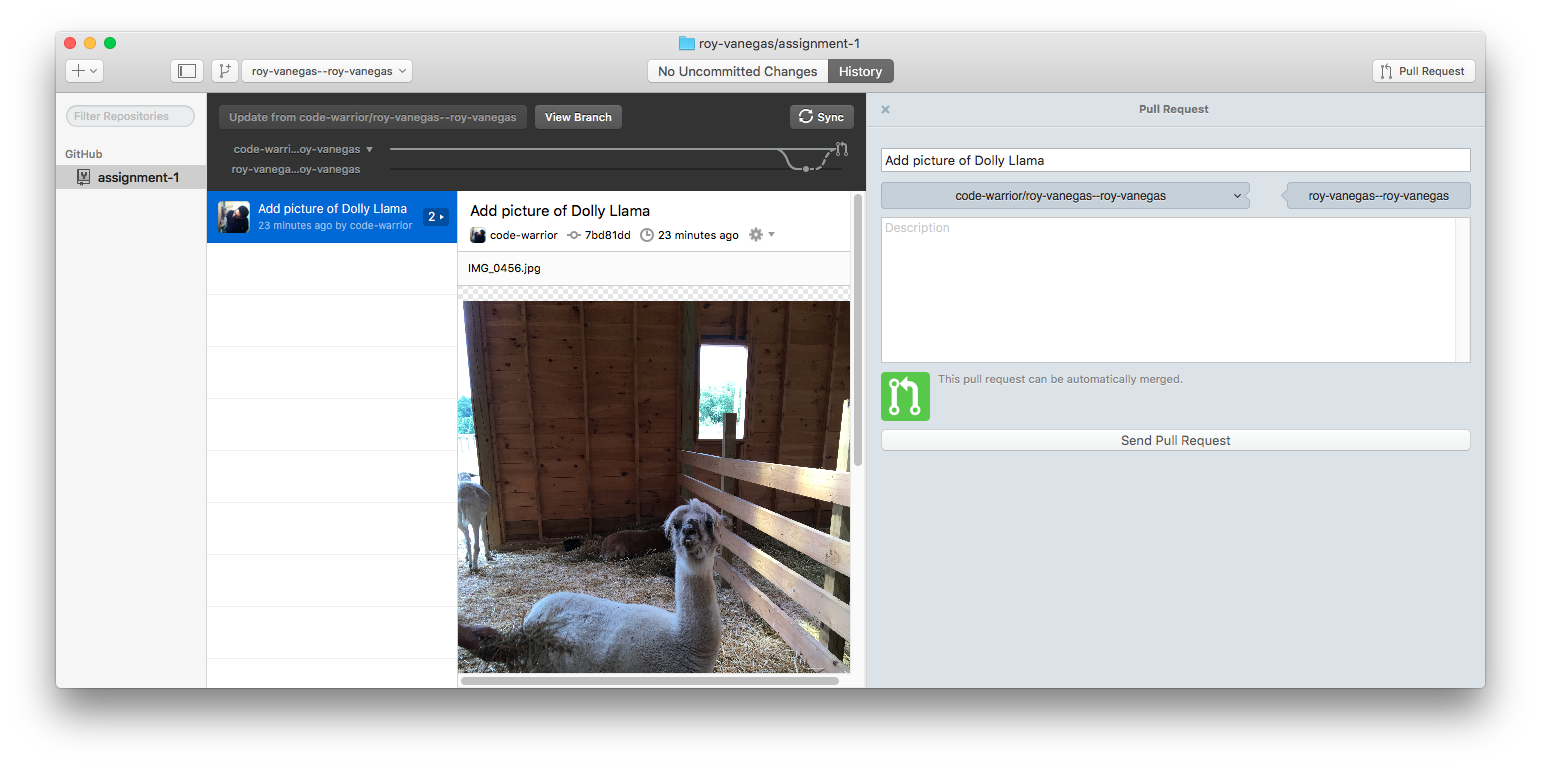 roy-vanegas/assignment-1
roy-vanegas--roy-vanegas
No Uncommitted Changes
History
Pull Request
Filter Repositories
GitHub
assignment-1
Update from code-warrior/roy-vanegas--roy-vanegas
View Branch
Sync
code-warri...oy-vanegas
roy-vanega...oy-vanegas
Add picture of Dolly Llama
23 minutes ago by code-warrior
2
Add picture of Dolly Llama
code-warrior 7bd81dd 23 minutes ago
IMG_0456.jpg
Pull Request
Add picture of Dolly Llama
code-warrior/roy-vanegas--roy-vanegas
roy-vanegas--roy-vanegas
Description
This pull request can be automatically merged.
Send Pull Request